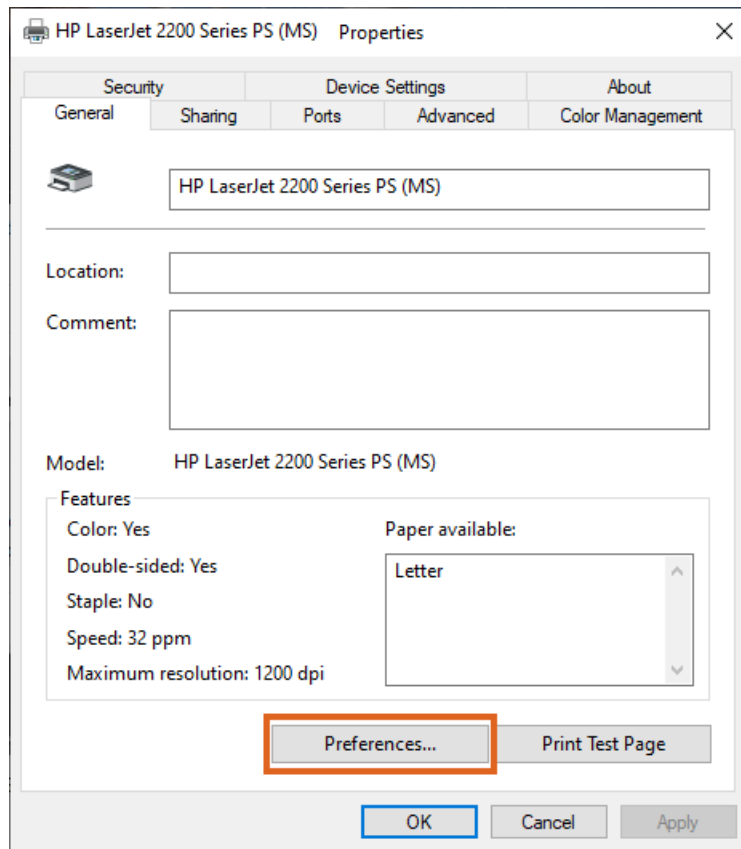 HP LaserJet 2200 Series PS (MS) Properties
Security Device Settings About
General Sharing Ports Advanced Color Management
HP LaserJet 2200 Series PS (MS)
Location:
Comment:
Model: HP LaserJet 2200 Series PS (MS)
Features
Color: Yes Paper available:
Double-sided: Yes Letter
Staple: No
Speed: 32 ppm
Maximum resolution: 1200 dpi
Preferences... Print Test Page
OK Cancel Apply